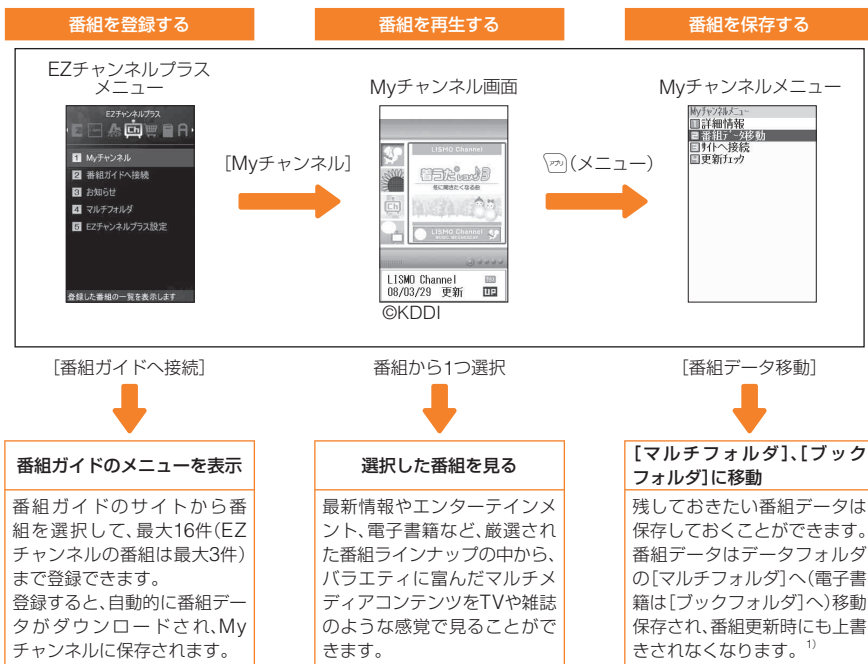 番組を登録する
番組を再生する
番組を保存する
EZチャンネルプラス
メニュー
EZチャンネルプラス
Ch
1 Myチャンネル
2 番組ガイドへ接続
3 お知らせ
4 マルチフォルダ
5 EZチャンネルプラス設定
登録した番組の一覧を表示します
[Myチャンネル]
Myチャンネル画面
LISMO Channel
着うた
急に聞きたくなる曲
Ch
LISMO Channel
LISMO Channel
08/03/29 更新
UP
©KDDI
(メニュー)
Myチャンネルメニュー
Myチャンネルメニュー
1詳細情報
2番組データ移動
3サイトへ接続
4更新チェック
[番組ガイドへ接続]
番組から1つ選択
[番組データ移動]
番組ガイドのメニューを表示
番組ガイドのサイトから番
組を選択して、最大16件(EZ
チャンネルの番組は最大3件)
まで登録できます。
登録すると、自動的に番組デー
タがダウンロードされ、My
チャンネルに保存されます。
選択した番組を見る
最新情報やエンターテインメ
ント、電子書籍など、厳選され
た番組ラインナップの中から、
バラエティに富んだマルチメ
ディアコンテンツをTVや雑誌
のような感覚で見ることがで
きます。
[マルチフォルダ]、[ブック
フォルダ]に移動
残しておきたい番組データは
保存しておくことができます。
番組データはデータフォルダ
の[マルチフォルダ]へ(電子書
籍は[ブックフォルダ]へ)移動
保存され、番組更新時にも上書
きされなくなります。1)